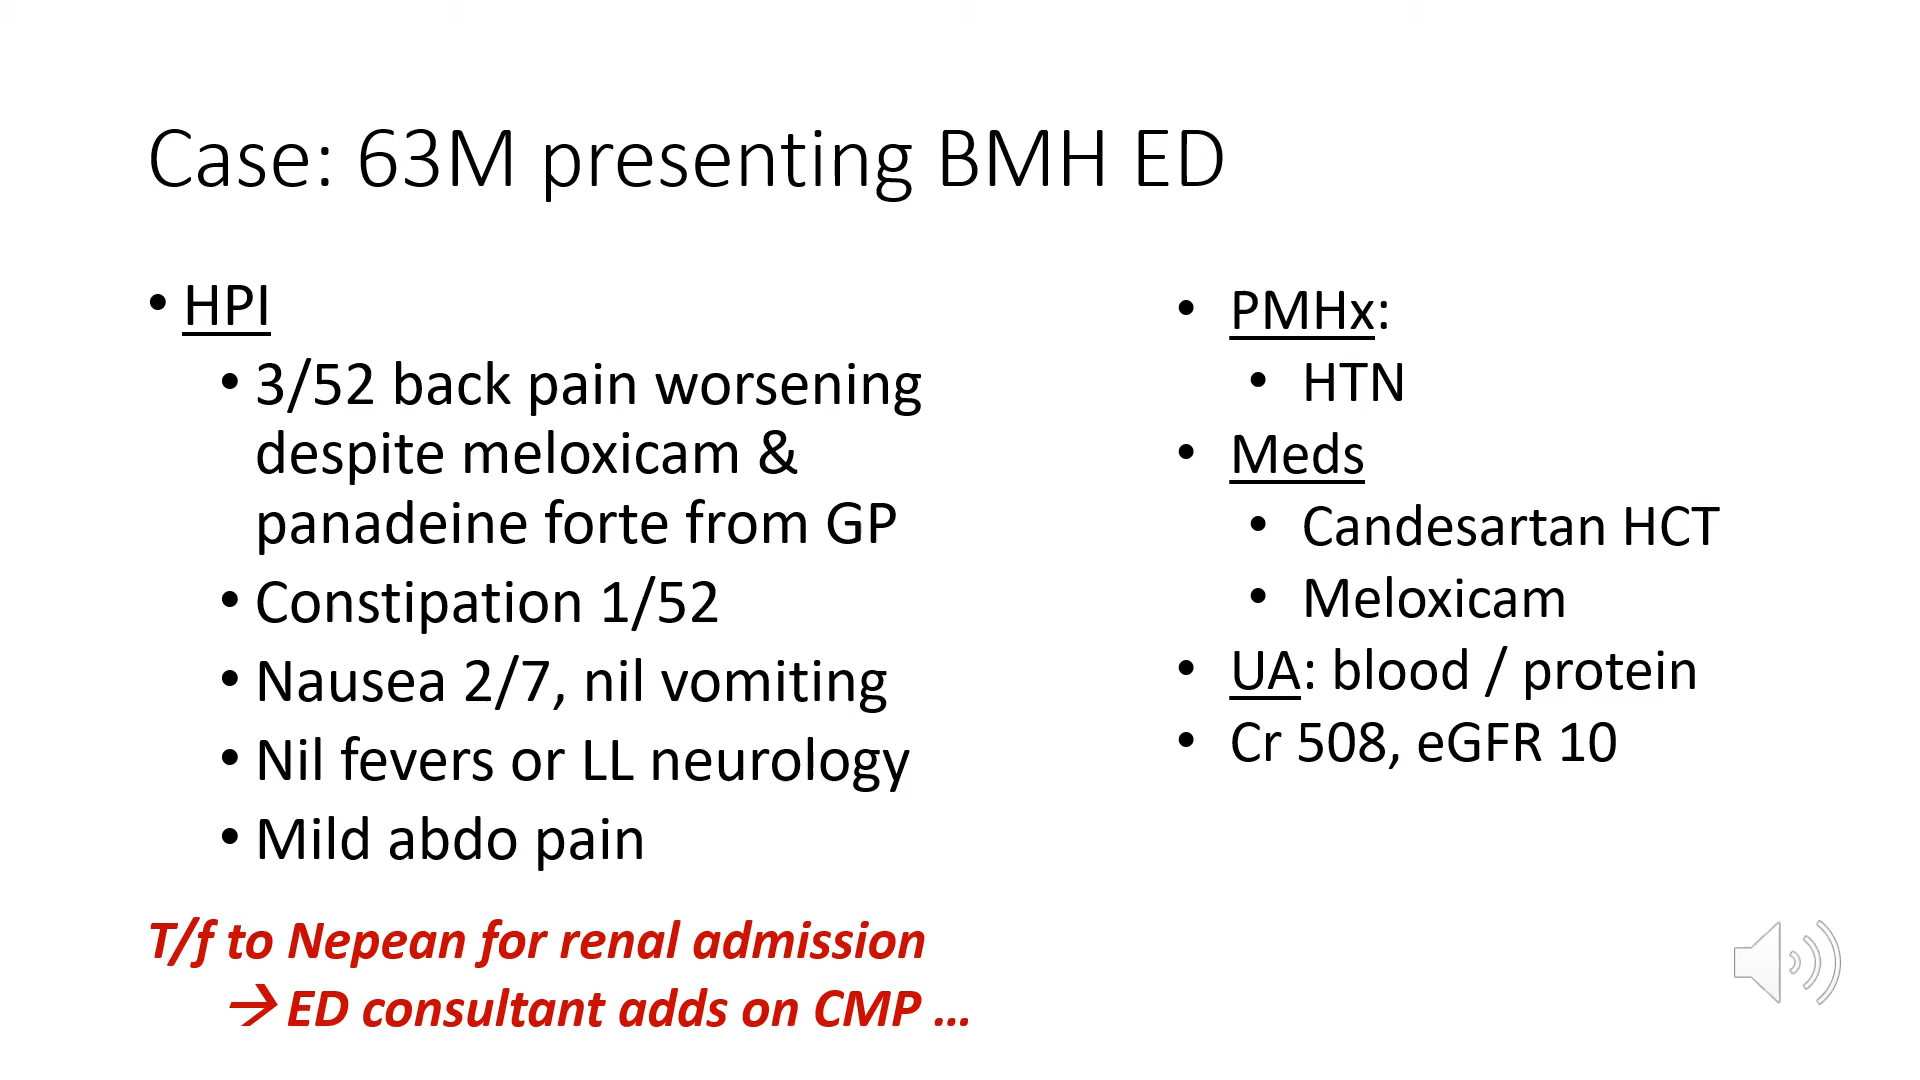 Case: 63M presenting BMH ED
• HPI
• 3/52 back pain worsening
despite meloxicam &
panadeine forte from GP
• Constipation 1/52
• Nausea 2/7, nil vomiting
• Nil fevers or LL neurology
• Mild abdo pain
T/f to Nepean for renal admission
→ ED consultant adds on CMP ...
• PMHx:
• HTN
• Meds
• Candesartan HCT
• Meloxicam
• UA: blood / protein
• Cr 508, eGFR 10